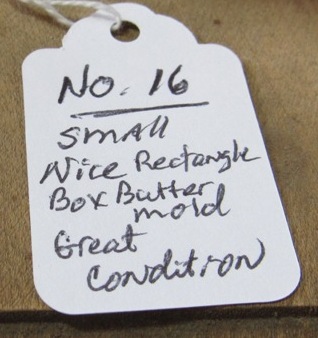 No. 16
Small
Nice Rectangle
Box Butter
mold
Great
Condition